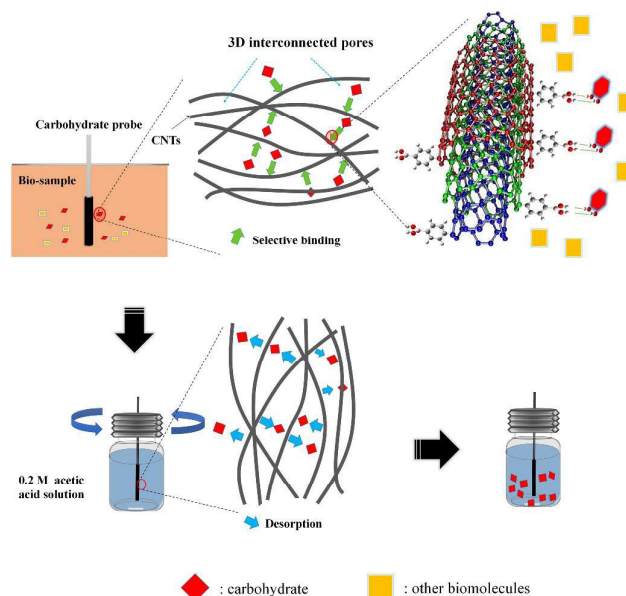 3D interconnected pores
Carbohydrate probe
CNTs
Bio-sample
Selective binding
0.2 M acetic
acid solution
Desorption
: carbohydrate
: other biomolecules